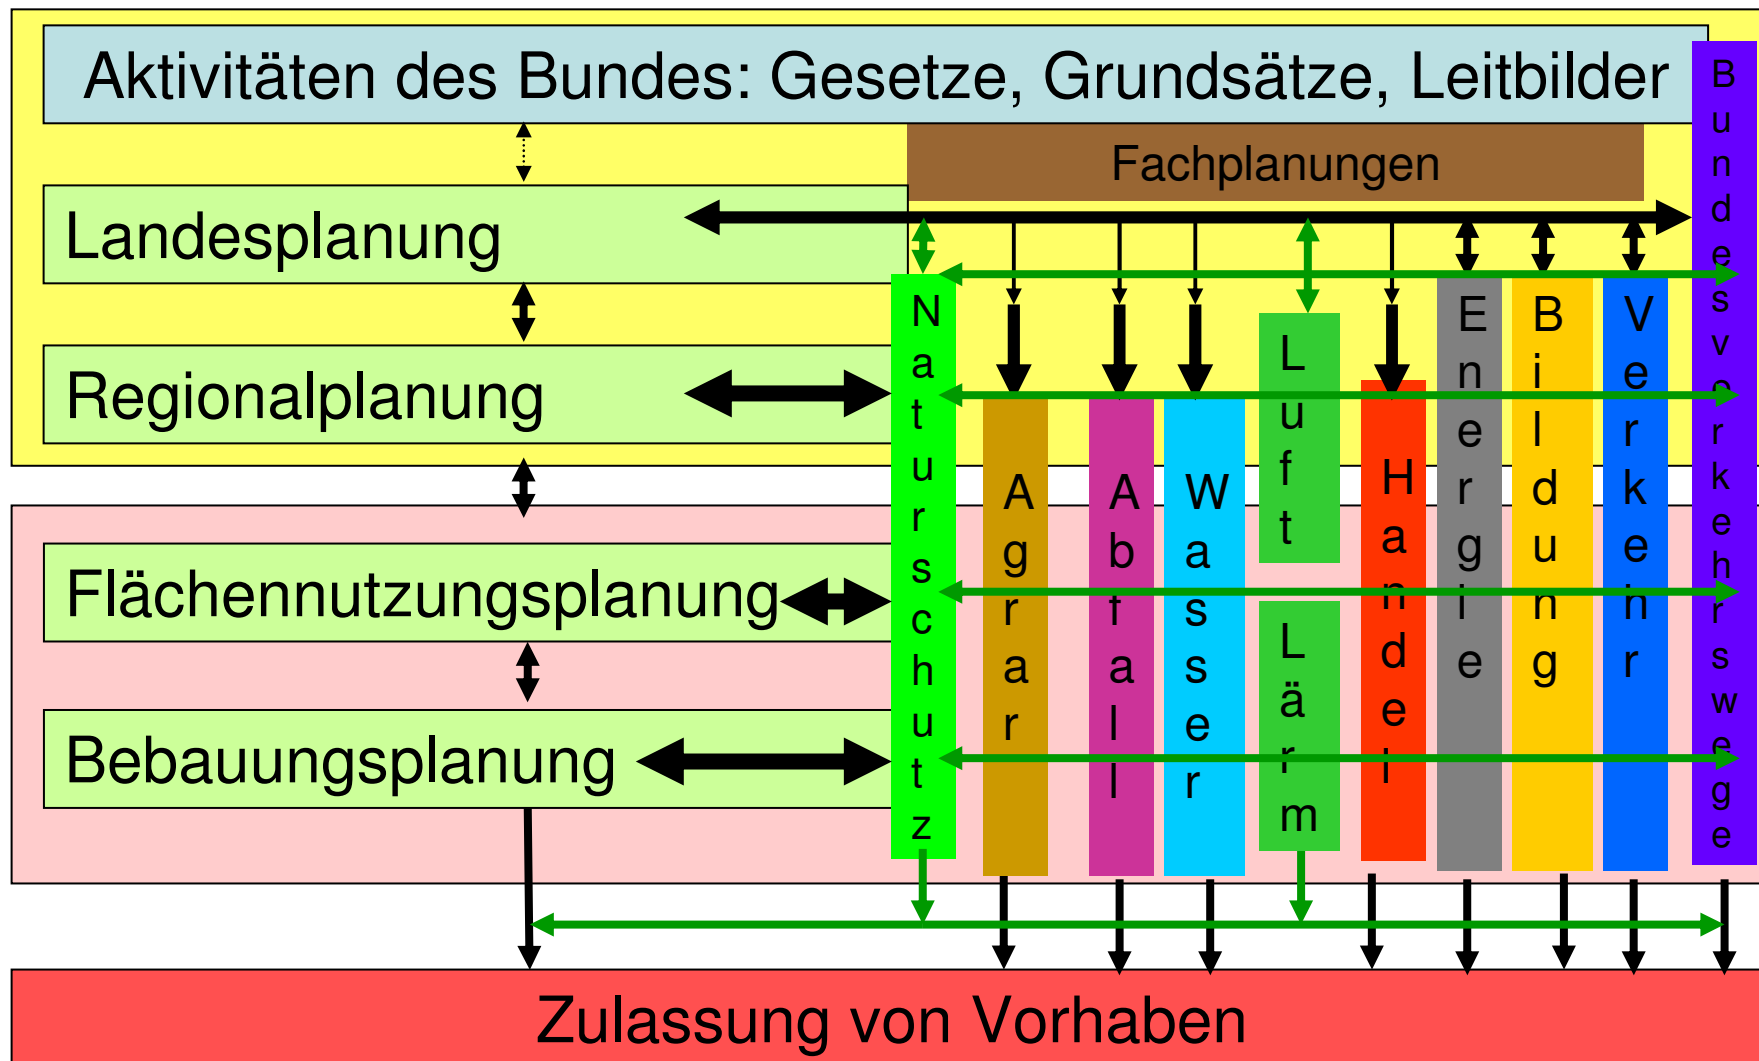 Aktivitäten des Bundes: Gesetze, Grundsätze, Leitbilder
Fachplanungen
Landesplanung
Regionalplanung
Flächennutzungsplanung
Bebauungsplanung
Naturschutz
Agrar
Abfall
Wasser
Luft
Lärm
Handel
Energie
Bildung
Verkehr
Bundesverkehrswege
Zulassung von Vorhaben